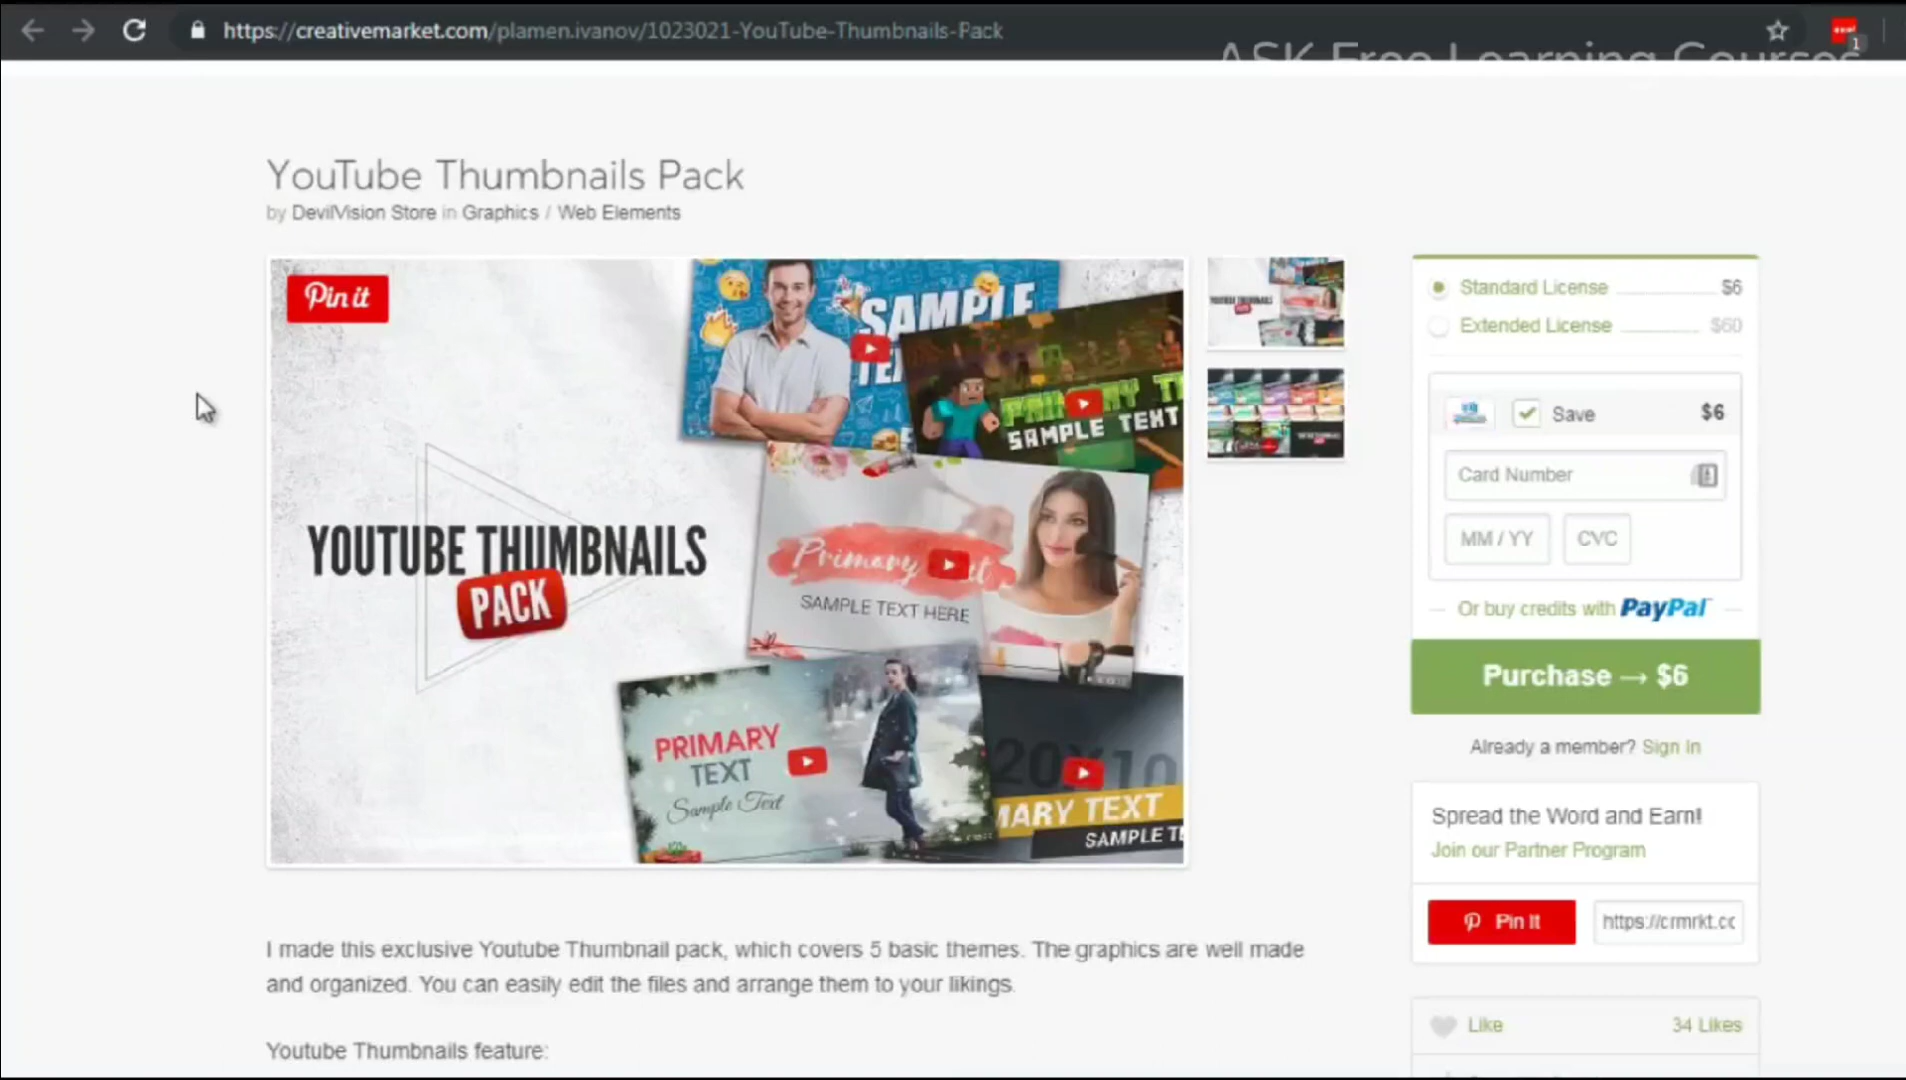 https://creativemarket.com/plamen.ivanov/1023021-YouTube-Thumbnails-Pack
1
ASK Free Learning Courses
YouTube Thumbnails Pack
by DevilVision Store in Graphics / Web Elements
Pin it
SAMPLE
SAMPLE TEXT
YOUTUBE THUMBNAILS
PACK
Primary
SAMPLE TEXT HERE
PRIMARY
TEXT
Sample Text
MARY TEXT
SAMPLE T
Standard License $6
Extended License $60
Save $6
Card Number
MM / YY CVC
Or buy credits with PayPal
Purchase → $6
Already a member? Sign In
Spread the Word and Earn!
Join our Partner Program
Pin It https://crmrkt.cc
Like 34 Likes
I made this exclusive Youtube Thumbnail pack, which covers 5 basic themes. The graphics are well made
and organized. You can easily edit the files and arrange them to your likings.
Youtube Thumbnails feature: